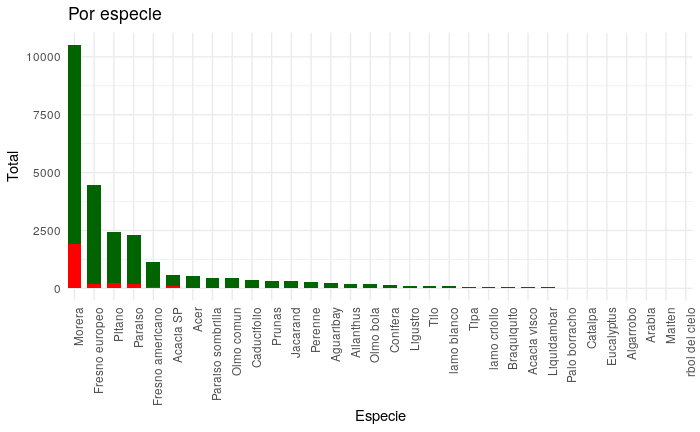 Por especie
Total
10000
7500
5000
2500
0
Morera
Fresno europeo
Pltano
Paraiso
Fresno americano
Acacia SP
Acer
Paraiso sombrilla
Olmo comun
Caducifolio
Prunas
Jacarand
Perenne
Aguaribay
Ailanthus
Olmo bola
Conifera
Ligustro
Tilo
lamo blanco
Tipa
lamo criollo
Braquiquito
Acacia visco
Liquidambar
Palo borracho
Catalpa
Eucalyptus
Algarrobo
Arabia
Maiten
rbol del cielo
Especie